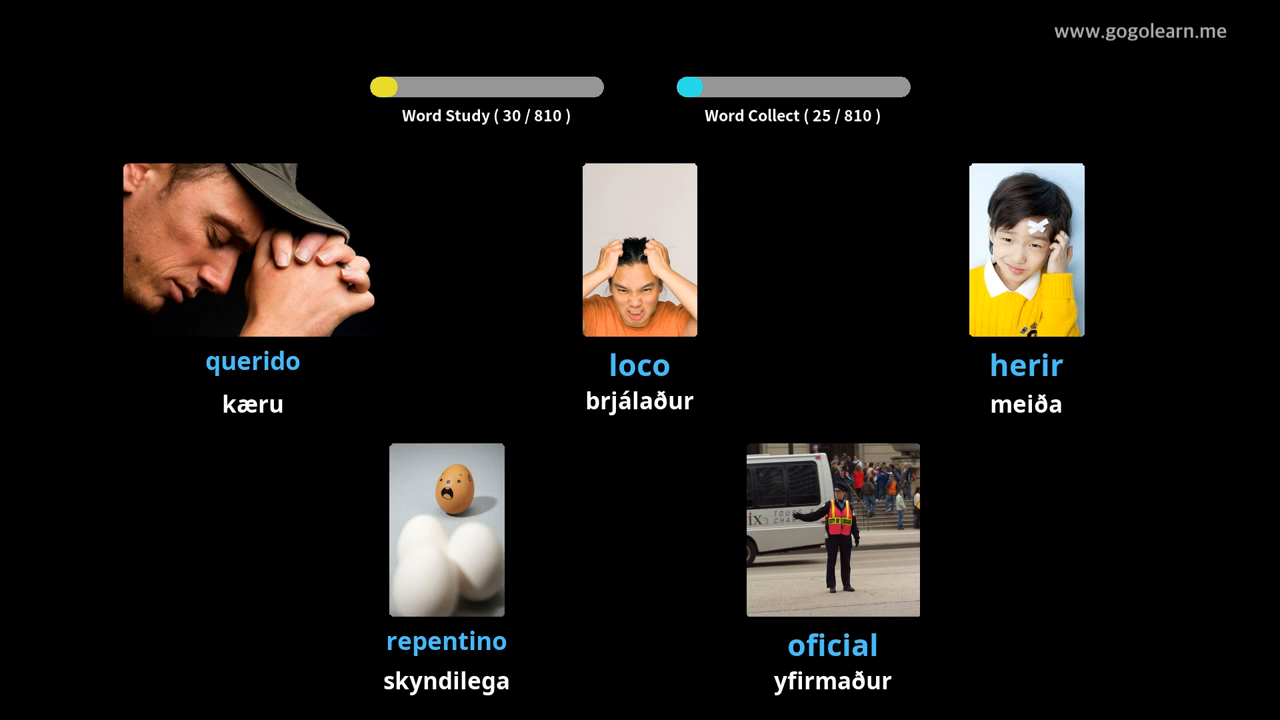 www.gogolearn.me
Word Study ( 30 / 810 )
Word Collect ( 25 / 810 )
querido
kæru
loco
brjálaður
herir
meiða
repentino
skyndilega
oficial
yfirmaður